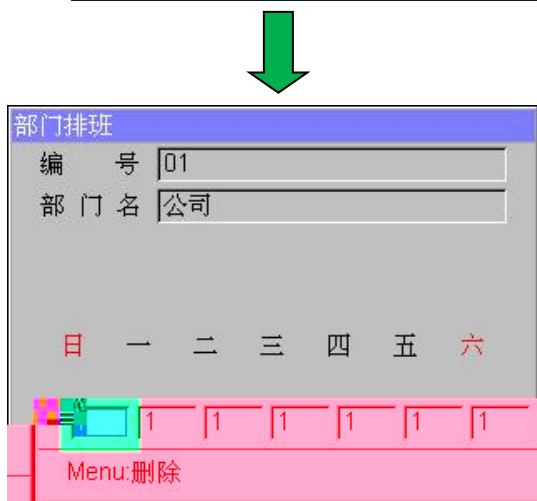 部门排班
编 号 01
部 门 名 公司
日 一 二 三 四 五 六
1 1 1 1 1 1
Menu:删除